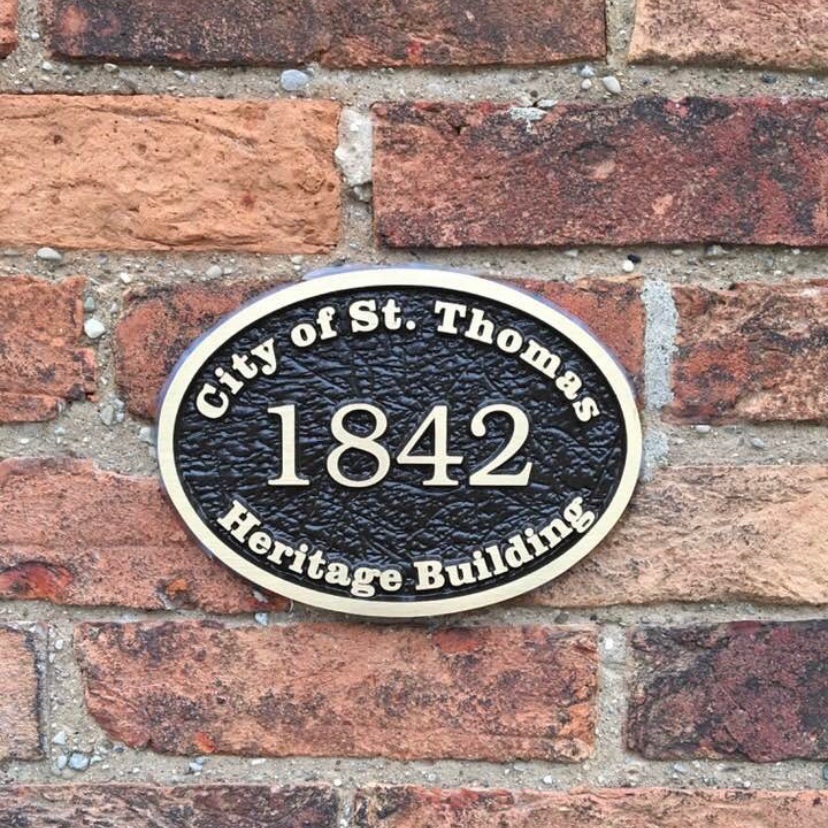 City of St. Thomas
1842
Heritage Building